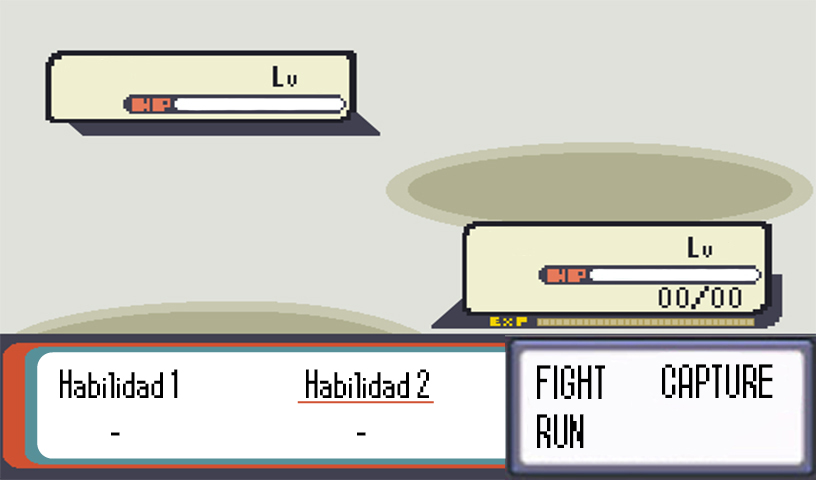 Lv
HP
Lv
HP
00/00
EXP
Habilidad 1 Habilidad 2
- -
FIGHT CAPTURE
RUN